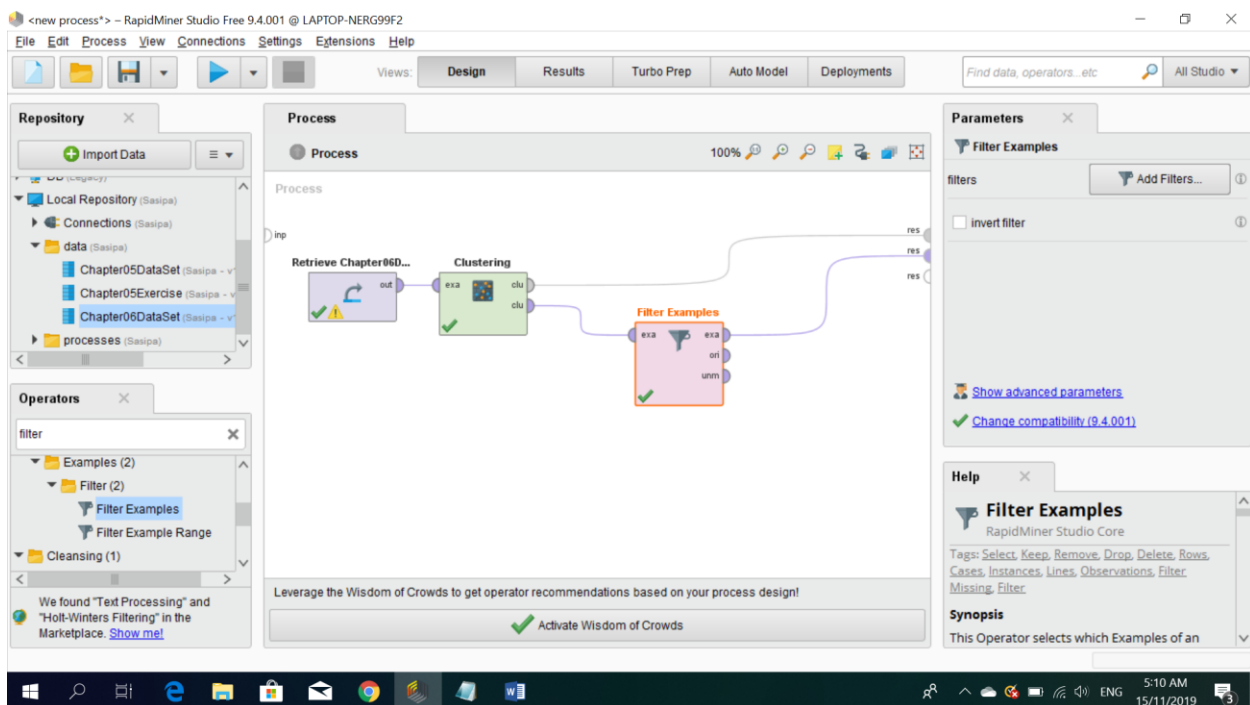 <new process*> – RapidMiner Studio Free 9.4.001 @ LAPTOP-NERG99F2
File Edit Process View Connections Settings Extensions Help
Views: Design Results Turbo Prep Auto Model Deployments
Find data, operators...etc
All Studio
Repository
Import Data
DB (Legacy)
Local Repository (Sasipa)
Connections (Sasipa)
data (Sasipa)
Chapter05DataSet (Sasipa – v
Chapter05Exercise (Sasipa – v
Chapter06DataSet (Sasipa – v
processes (Sasipa)
Operators
filter
Examples (2)
Filter (2)
Filter Examples
Filter Example Range
Cleansing (1)
We found "Text Processing" and
"Holt-Winters Filtering" in the
Marketplace. Show me!
Process
Process
100%
Process
inp
Retrieve Chapter06D...
out
Clustering
exa
clu
clu
Filter Examples
exa
exa
ori
unm
res
res
res
Leverage the Wisdom of Crowds to get operator recommendations based on your process design!
Activate Wisdom of Crowds
Parameters
Filter Examples
filters
Add Filters...
invert filter
Show advanced parameters
Change compatibility (9.4.001)
Help
Filter Examples
RapidMiner Studio Core
Tags: Select, Keep, Remove, Drop, Delete, Rows,
Cases, Instances, Lines, Observations, Filter
Missing, Filter
Synopsis
This Operator selects which Examples of an
ENG
5:10 AM
15/11/2019
3